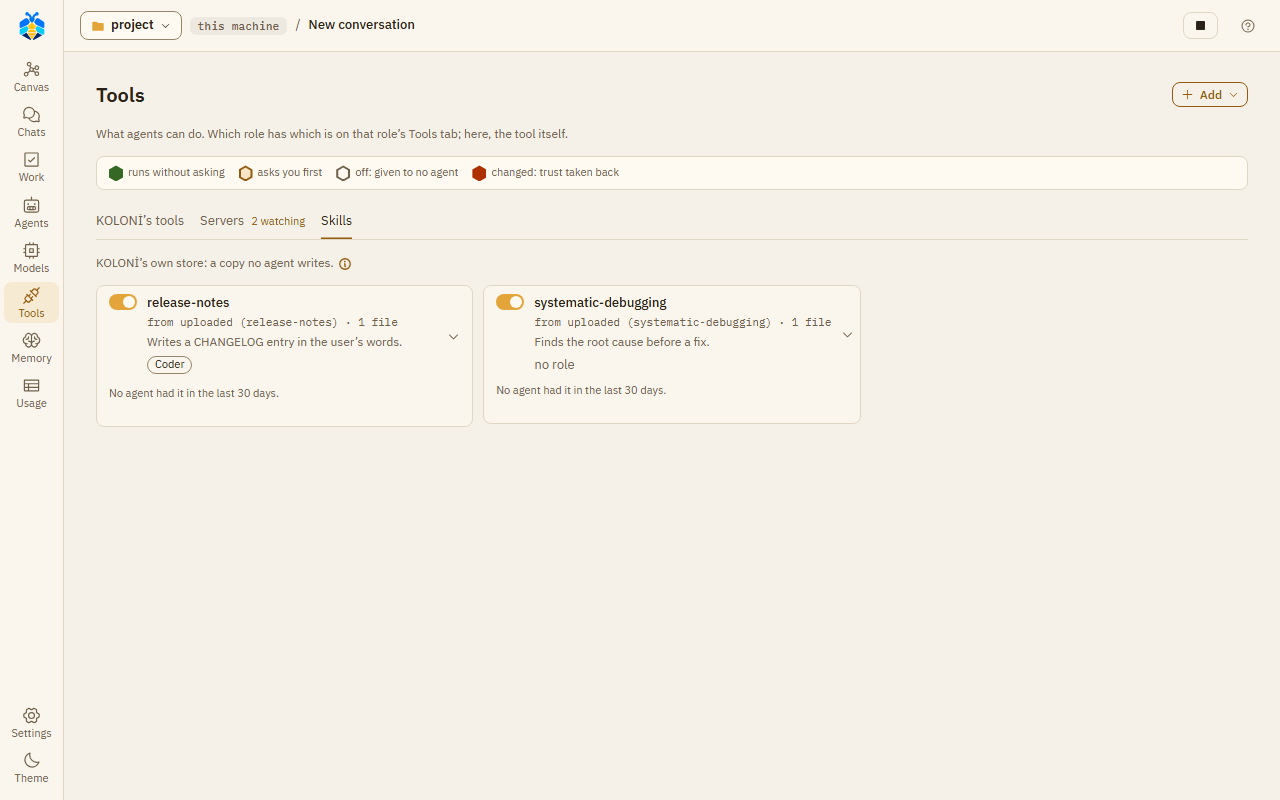 project
this machine
/
New conversation
Canvas
Chats
Work
Agents
Models
Tools
Memory
Usage
Settings
Theme
Tools
Add
What agents can do. Which role has which is on that role’s Tools tab; here, the tool itself.
runs without asking
asks you first
off: given to no agent
changed: trust taken back
KOLONİ’s tools
Servers 2 watching
Skills
KOLONİ’s own store: a copy no agent writes.
release-notes
from uploaded (release-notes) · 1 file
Writes a CHANGELOG entry in the user’s words.
Coder
No agent had it in the last 30 days.
systematic-debugging
from uploaded (systematic-debugging) · 1 file
Finds the root cause before a fix.
no role
No agent had it in the last 30 days.